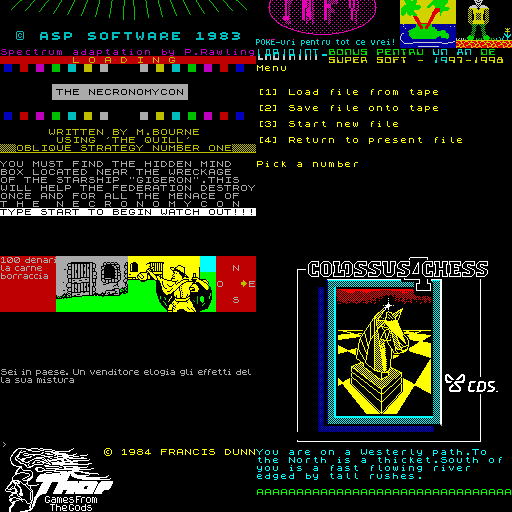 © ASP SOFTWARE 1983
Spectrum adaptation by P.Rawling
LOADING
THE NECRONOMYCON
WRITTEN BY M.BOURNE
USING 'THE QUILL'
OBLIQUE STRATEGY NUMBER ONE
YOU MUST FIND THE HIDDEN MIND
BOX LOCATED NEAR THE WRECKAGE
OF THE STARSHIP "GIGERON".THIS
WILL HELP THE FEDERATION DESTROY
ONCE AND FOR ALL THE MENACE OF
T H E N E C R O N O M Y C O N
TYPE START TO BEGIN WATCH OUT!!!
POKE-uri pentru tot ce vrei!
BONUS PENTRU UN AN DE
SUPER SOFT - 1997-1998
Menu
[1] Load file from tape
[2] Save file onto tape
[3] Start new file
[4] Return to present file
Pick a number
100 denari
la carne
borraccia
N
O E
S
Sei in paese. Un venditore elogia gli effetti del
la sua mistura
>
COLOSSUS 4 CHESS
CDS.
© 1984 FRANCIS DUNN
Thor
Games From
The Gods
You are on a Westerly path.To
the North is a thicket.South of
you is a fast flowing river
edged by tall rushes.